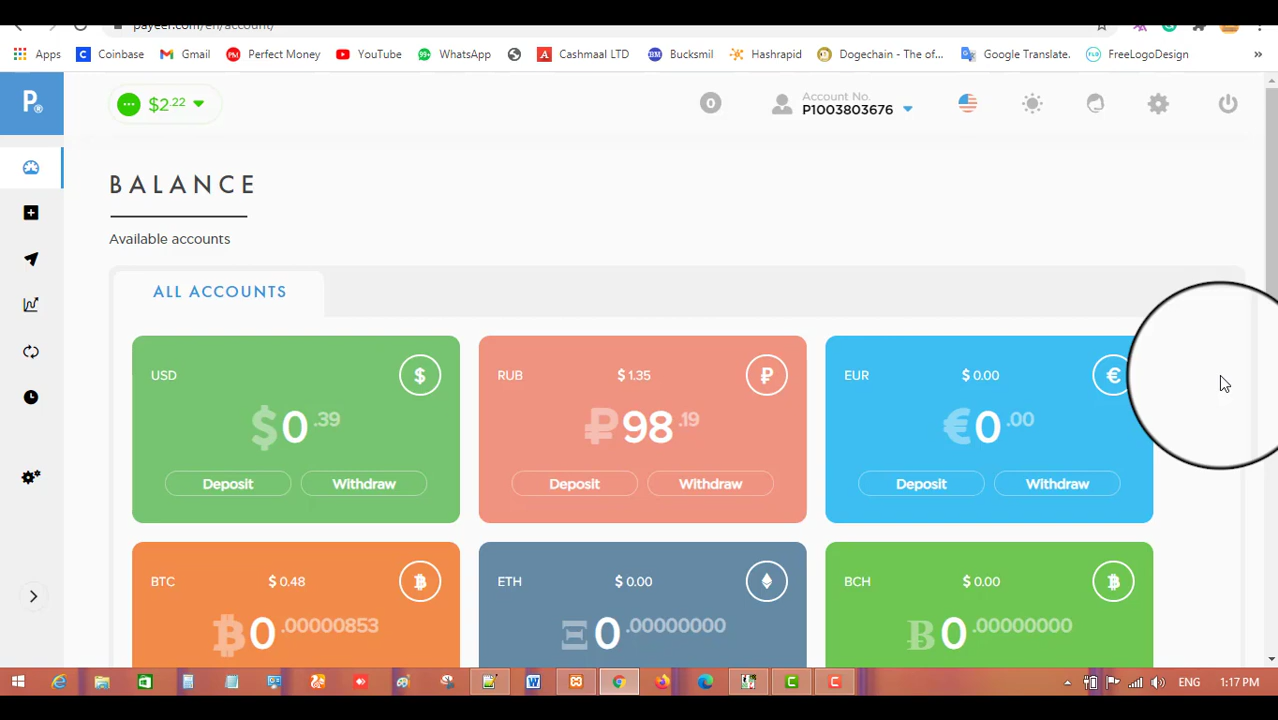 payeer.com/en/account/
Apps Coinbase Gmail Perfect Money YouTube 99+ WhatsApp Cashmaal LTD Bucksmil Hashrapid Dogechain - The of... Google Translate. FreeLogoDesign »
P $2.22 0 Account No.
P1003803676
BALANCE
Available accounts
ALL ACCOUNTS
USD $ RUB $ 1.35 ₽ EUR $ 0.00 €
$0.39 ₽98.19 €0.00
Deposit Withdraw Deposit Withdraw Deposit Withdraw
BTC $ 0.48 ETH $ 0.00 BCH $ 0.00
0.00000853 Ξ0.00000000 0.00000000
ENG 1:17 PM